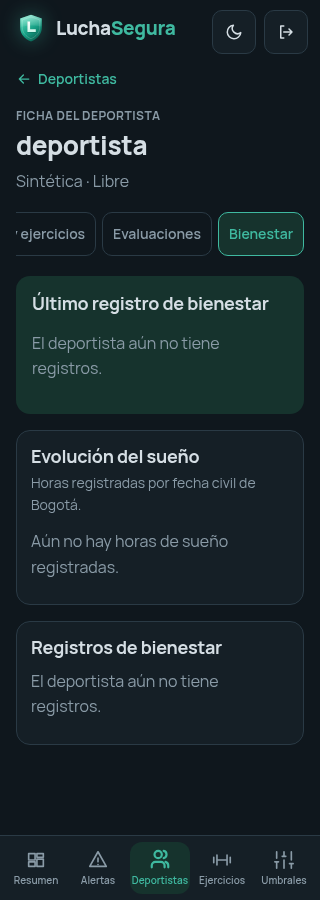 LuchaSegura
← Deportistas
FICHA DEL DEPORTISTA
deportista
Sintética · Libre
y ejercicios
Evaluaciones
Bienestar
Último registro de bienestar
El deportista aún no tiene
registros.
Evolución del sueño
Horas registradas por fecha civil de
Bogotá.
Aún no hay horas de sueño
registradas.
Registros de bienestar
El deportista aún no tiene
registros.
Resumen
Alertas
Deportistas
Ejercicios
Umbrales